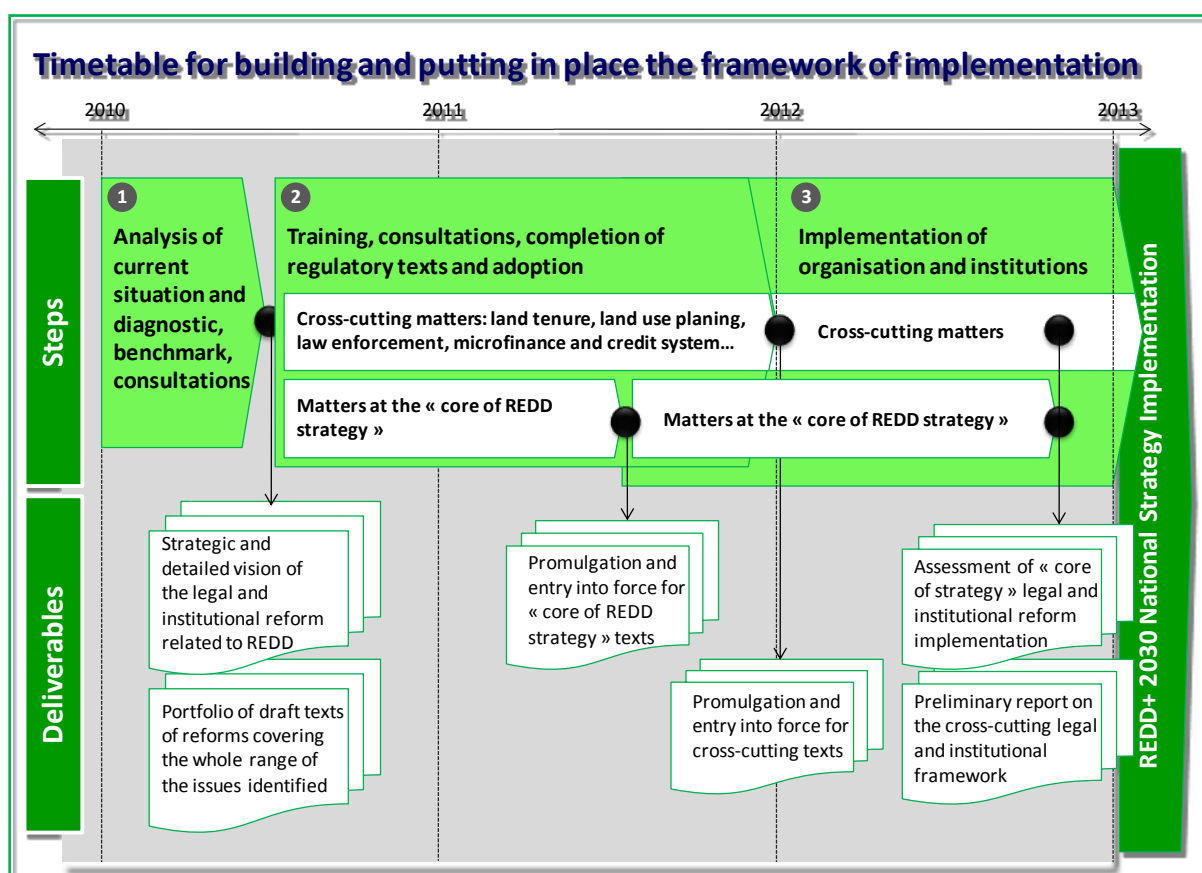 Timetable for building and putting in place the framework of implementation
2010
2011
2012
2013
Steps
1
Analysis of
current
situation and
diagnostic,
benchmark,
consultations
2
Training, consultations, completion of
regulatory texts and adoption
Cross-cutting matters: land tenure, land use planing,
law enforcement, microfinance and credit system…
Matters at the « core of REDD
strategy »
3
Implementation of
organisation and institutions
Cross-cutting matters
Matters at the « core of REDD strategy »
Deliverables
Strategic and
detailed vision of
the legal and
institutional reform
related to REDD
Portfolio of draft texts
of reforms covering
the whole range of
the issues identified
Promulgation and
entry into force for
« core of REDD
strategy » texts
Promulgation and
entry into force for
cross-cutting texts
Assessment of « core
of strategy » legal and
institutional reform
implementation
Preliminary report on
the cross-cutting legal
and institutional
framework
REDD+ 2030 National Strategy Implementation